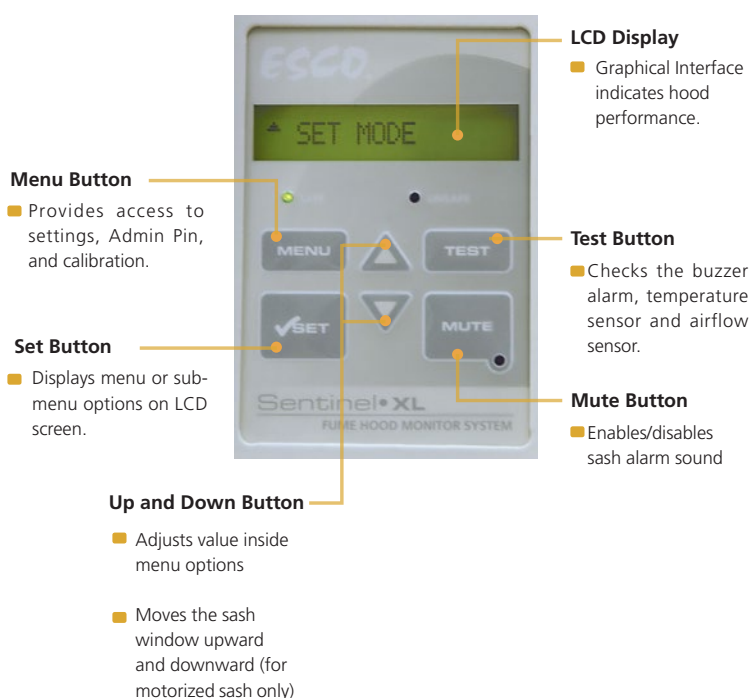 ESCO
LCD Display
Graphical Interface
indicates hood
performance.
SET MODE
Menu Button
Provides access to
settings, Admin Pin,
and calibration.
MENU
TEST
Test Button
Checks the buzzer
alarm, temperature
sensor and airflow
sensor.
Set Button
Displays menu or sub-
menu options on LCD
screen.
SET
MUTE
Mute Button
Enables/disables
sash alarm sound
Sentinel•XL
FUME HOOD MONITOR SYSTEM
Up and Down Button
Adjusts value inside
menu options
Moves the sash
window upward
and downward (for
motorized sash only)